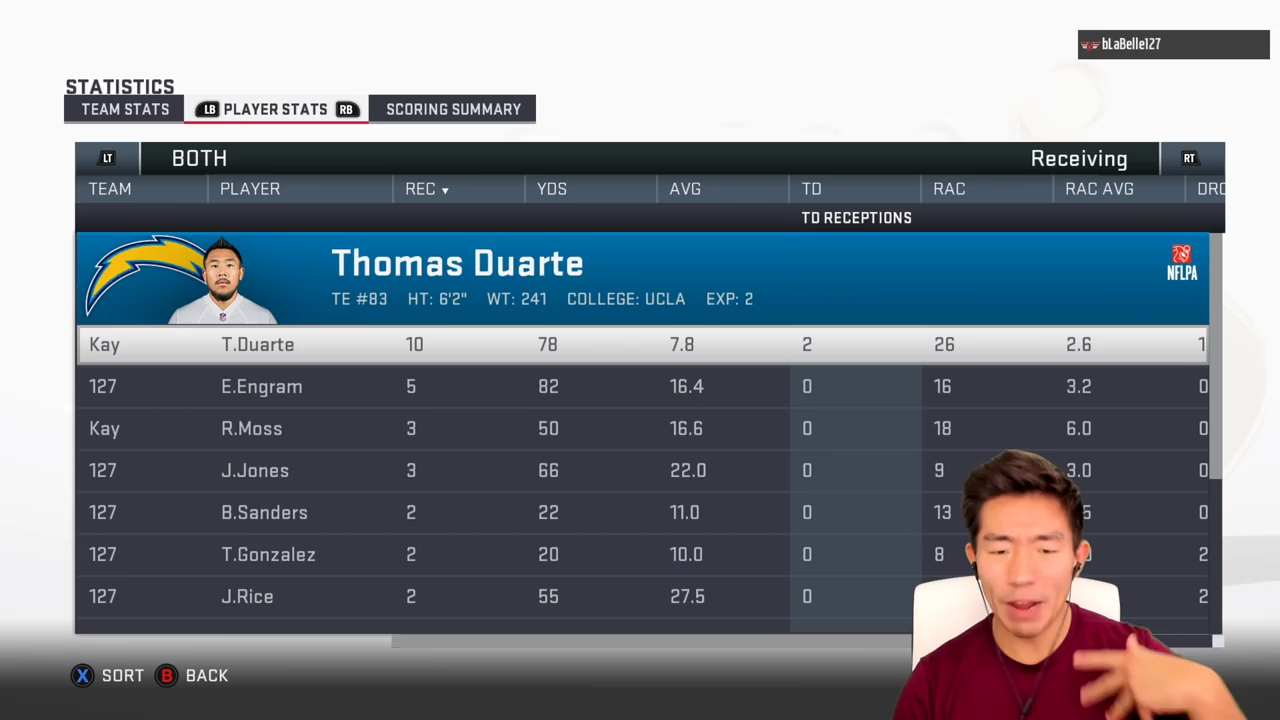 bLaBelle127
STATISTICS
TEAM STATS LB PLAYER STATS RB SCORING SUMMARY
LT BOTH Receiving RT
TEAM PLAYER REC YDS AVG TD RAC RAC AVG DRO
TD RECEPTIONS
Thomas Duarte
TE #83 HT: 6'2" WT: 241 COLLEGE: UCLA EXP: 2
NFLPA
Kay T.Duarte 10 78 7.8 2 26 2.6 1
127 E.Engram 5 82 16.4 0 16 3.2 0
Kay R.Moss 3 50 16.6 0 18 6.0 0
127 J.Jones 3 66 22.0 0 9 3.0 0
127 B.Sanders 2 22 11.0 0 13 0
127 T.Gonzalez 2 20 10.0 0 8 2
127 J.Rice 2 55 27.5 0 2
X SORT B BACK